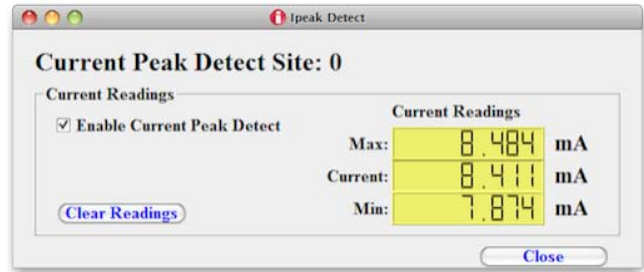 Ipeak Detect
Current Peak Detect Site: 0
Current Readings
Current Readings
Enable Current Peak Detect
Max: 8.484 mA
Current: 8.411 mA
Clear Readings
Min: 7.874 mA
Close